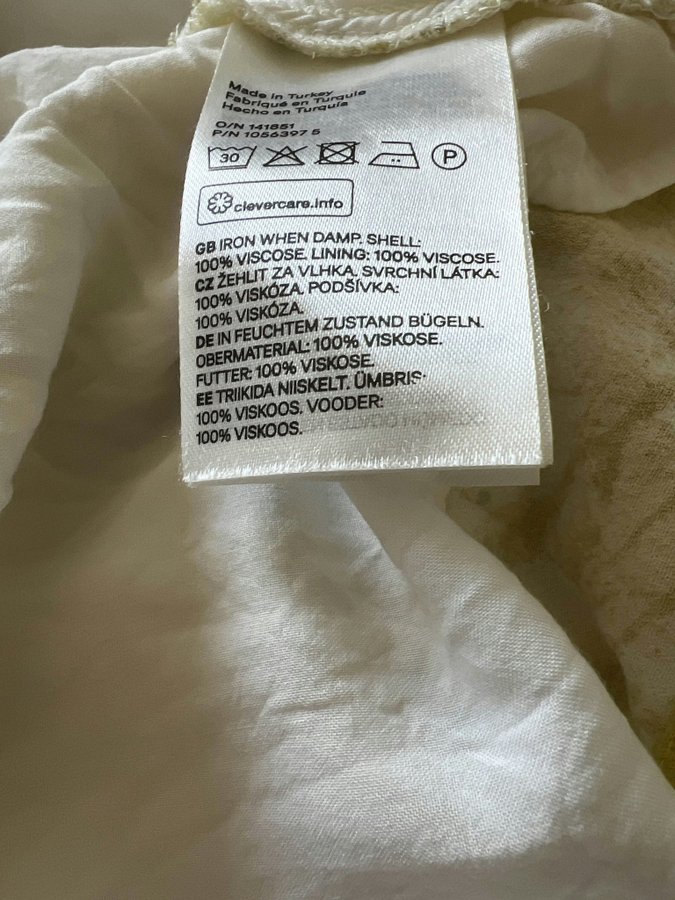 Made in Turkey
Fabriqué en Turquie
Hecho en Turquía
O/N 141851
P/N 1056397 5
30 P
clevercare.info
GB IRON WHEN DAMP. SHELL:
100% VISCOSE. LINING: 100% VISCOSE.
CZ ŽEHLIT ZA VLHKA. SVRCHNÍ LÁTKA:
100% VISKÓZA. PODŠÍVKA:
100% VISKÓZA.
DE IN FEUCHTEM ZUSTAND BÜGELN.
OBERMATERIAL: 100% VISKOSE.
FUTTER: 100% VISKOSE.
EE TRIIKIDA NIISKELT. ÜMBRIS:
100% VISKOOS. VOODER:
100% VISKOOS.